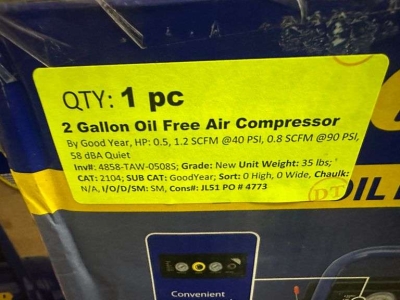 QTY: 1 pc
2 Gallon Oil Free Air Compressor
By Good Year, HP: 0.5, 1.2 SCFM @40 PSI, 0.8 SCFM @90 PSI,
58 dBA Quiet
Inv#: 4858-TAW-0508S; Grade: New Unit Weight: 35 lbs;
CAT: 2104; SUB CAT: GoodYear; Sort: 0 High, 0 Wide, Chaulk:
N/A, I/O/D/SM: SM, Cons#: JLS1 PO # 4773
OIL
Convenient